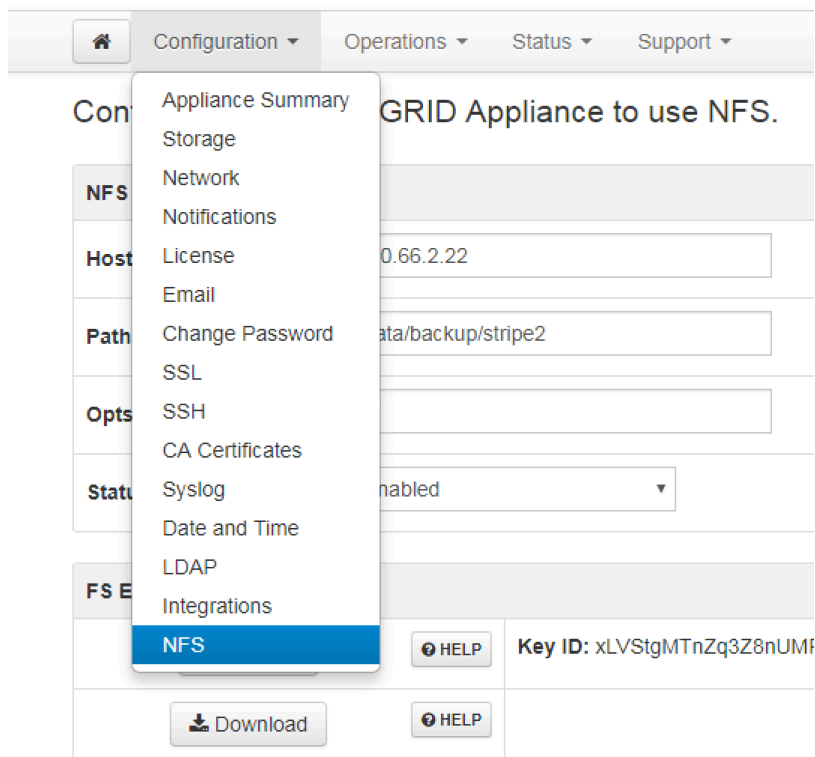 Configuration Operations Status Support
Appliance Summary
Con GRID Appliance to use NFS.
Storage
Network
NFS
Notifications
Host License 0.66.2.22
Email
Path Change Password ata/backup/stripe2
SSL
Opts SSH
CA Certificates
Statu Syslog nabled
Date and Time
LDAP
FS E
Integrations
NFS HELP Key ID: xLVStgMTnZq3Z8nUM
Download HELP